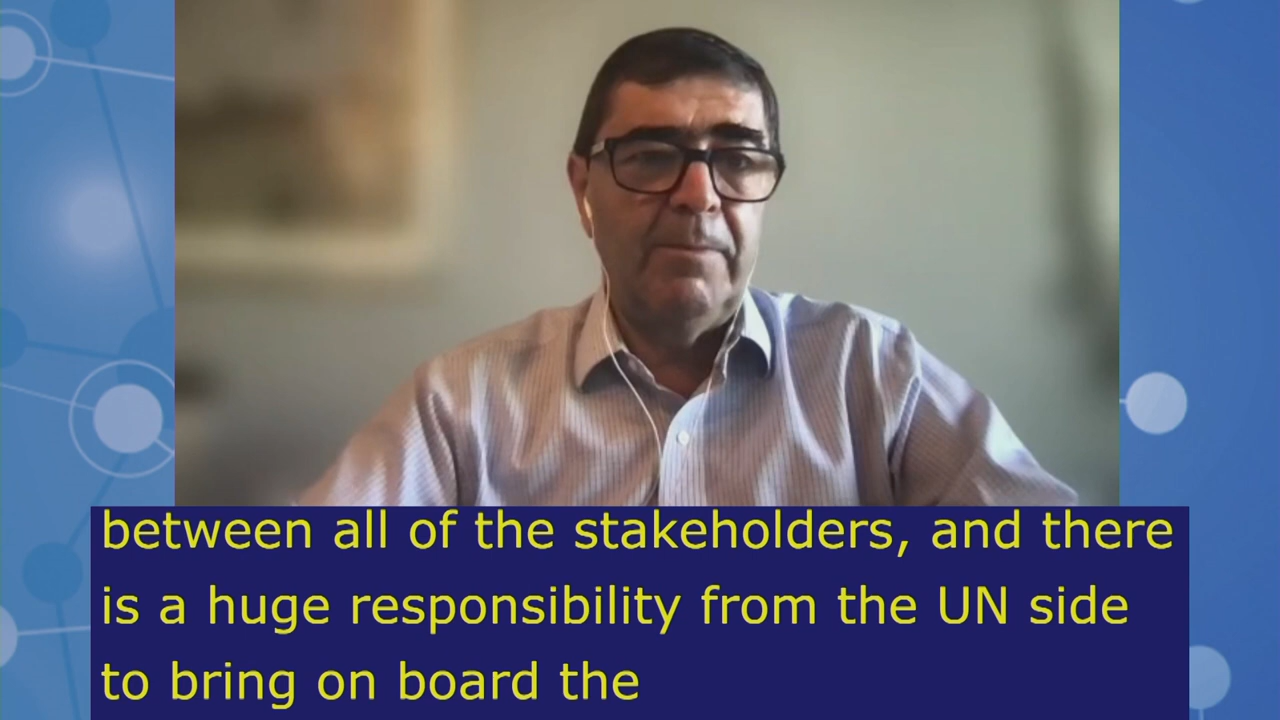 between all of the stakeholders, and there
is a huge responsibility from the UN side
to bring on board the